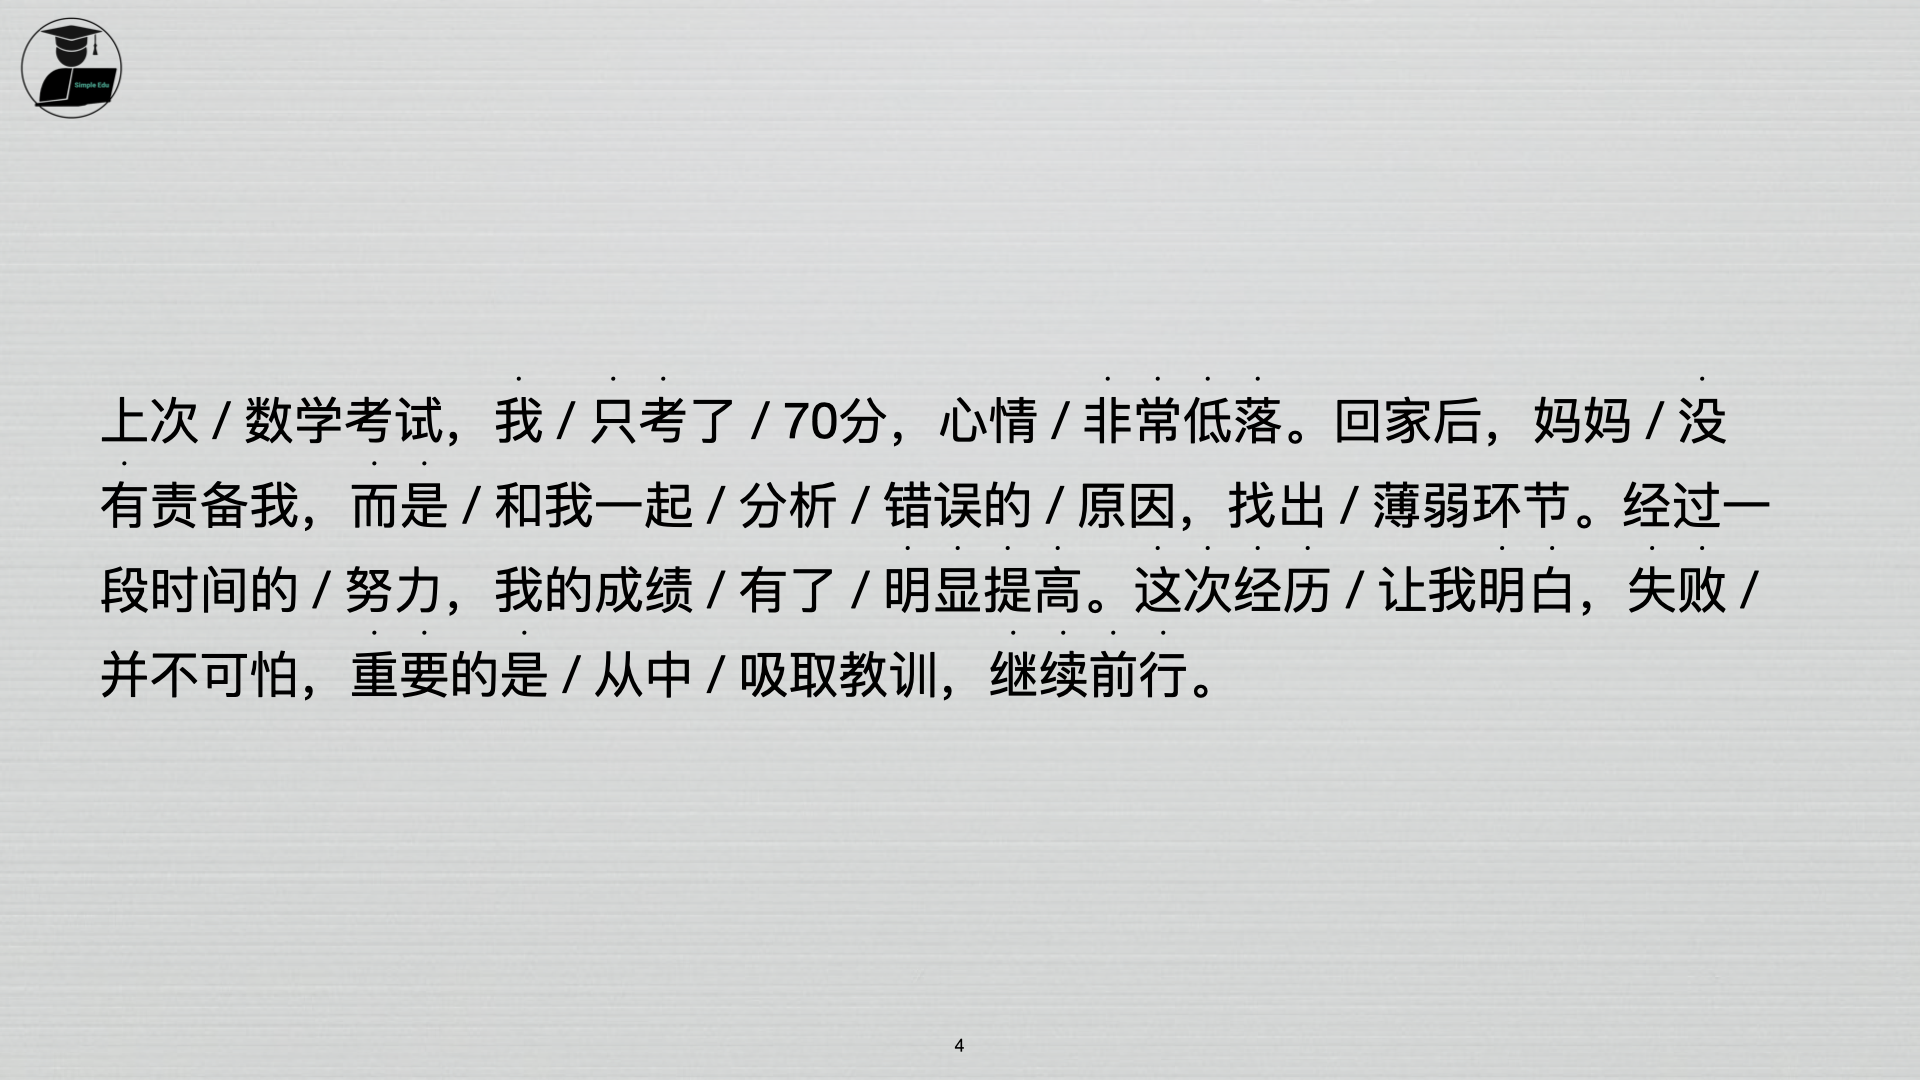 Simple Edu
上次 / 数学考试，我 / 只考了 / 70分，心情 / 非常低落。回家后，妈妈 / 没
有责备我，而是 / 和我一起 / 分析 / 错误的 / 原因，找出 / 薄弱环节。经过一
段时间的 / 努力，我的成绩 / 有了 / 明显提高。这次经历 / 让我明白，失败 /
并不可怕，重要的是 / 从中 / 吸取教训，继续前行。
4